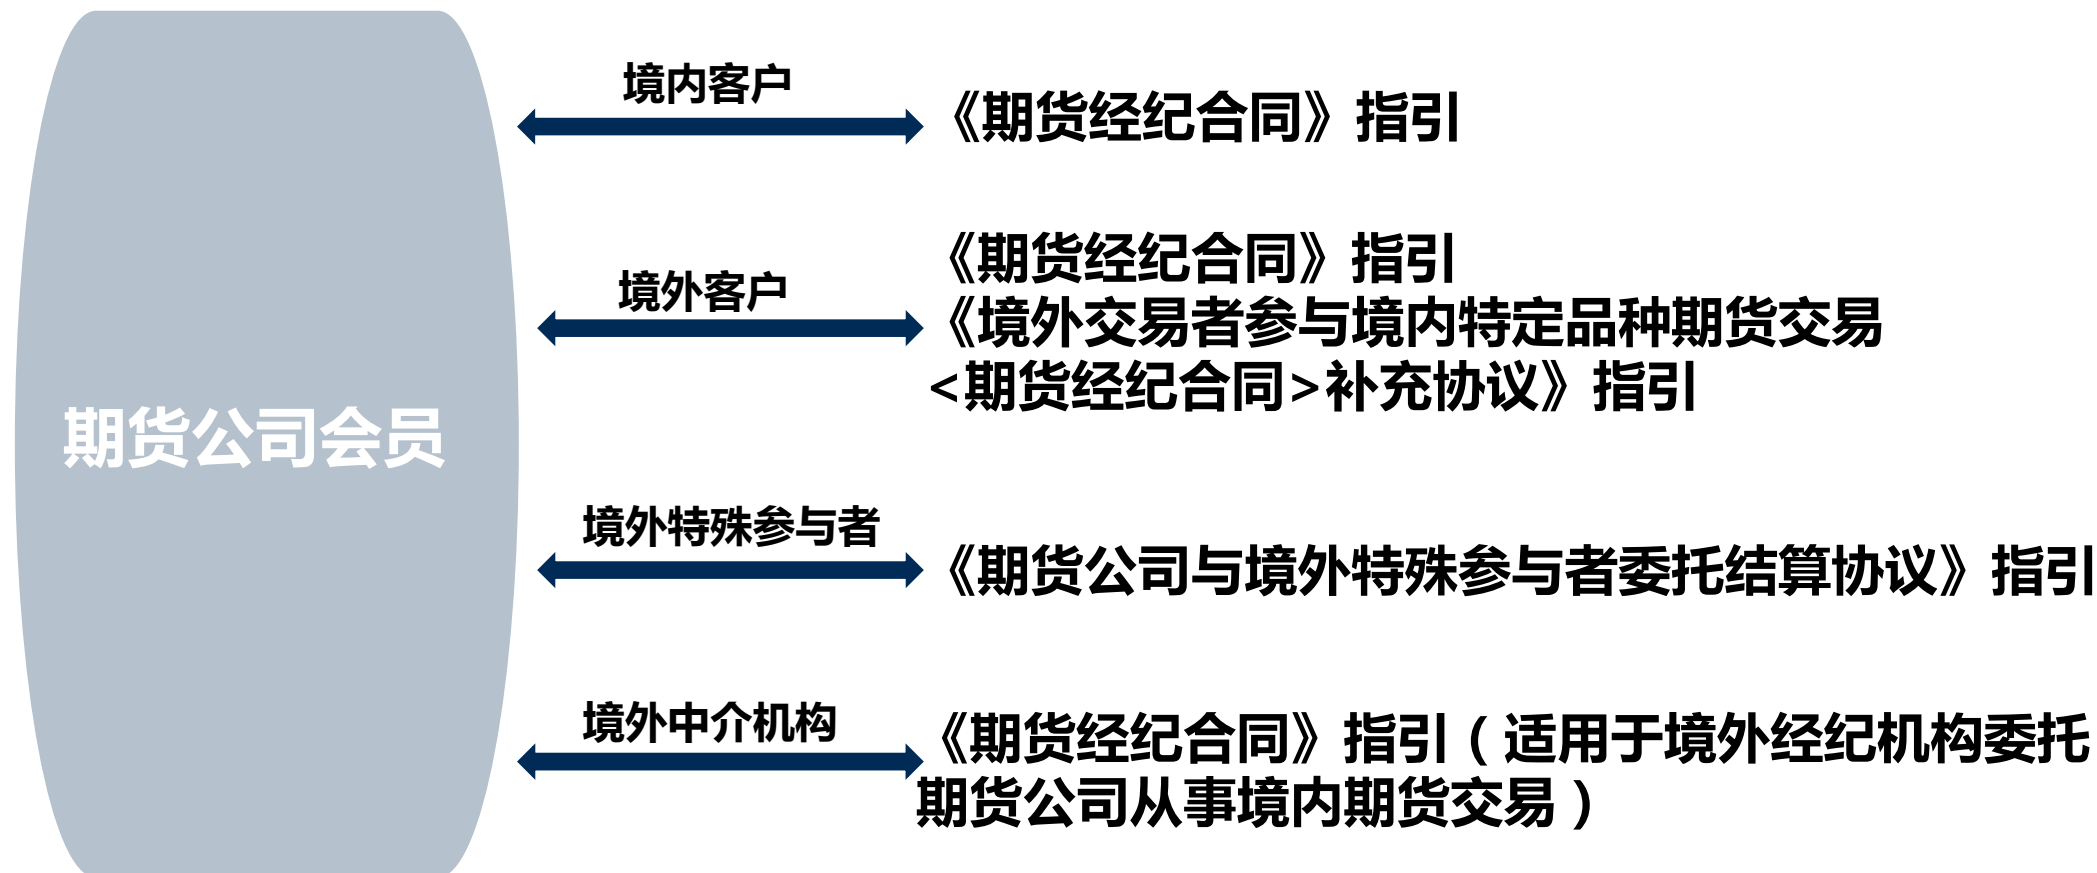 期货公司会员
境内客户
《期货经纪合同》指引
境外客户
《期货经纪合同》指引
《境外交易者参与境内特定品种期货交易
<期货经纪合同>补充协议》指引
境外特殊参与者
《期货公司与境外特殊参与者委托结算协议》指引
境外中介机构
《期货经纪合同》指引（适用于境外经纪机构委托
期货公司从事境内期货交易）